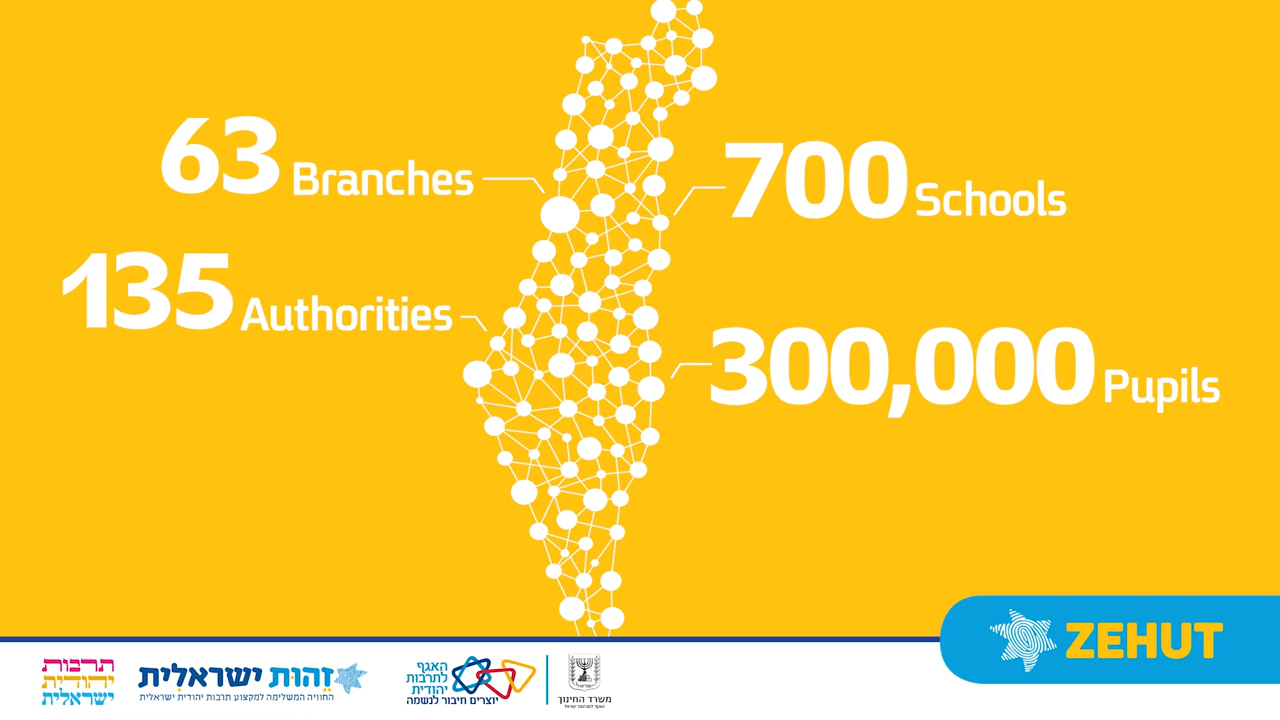 63 Branches
700 Schools
135 Authorities
300,000 Pupils
ZEHUT
תרבות
יהודית
ישראלית
זהות ישראלית
החוויה המשלימה למקצוע תרבות יהודית ישראלית
האגף
לתרבות
יהודית
יוצרים חיבור לנשמה
משרד החינוך